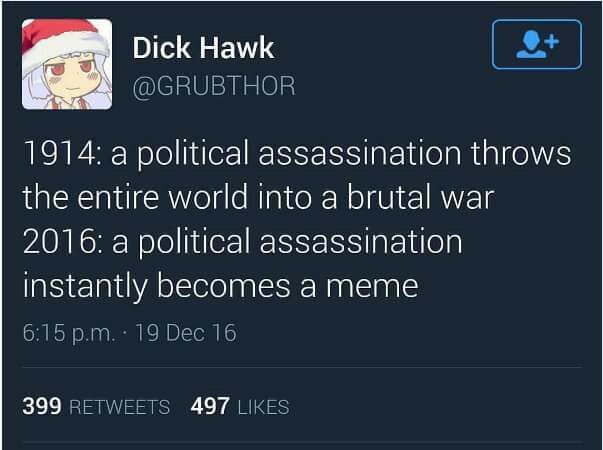 Dick Hawk
@GRUBTHOR
1914: a political assassination throws
the entire world into a brutal war
2016: a political assassination
instantly becomes a meme
6:15 p.m. · 19 Dec 16
399 RETWEETS 497 LIKES